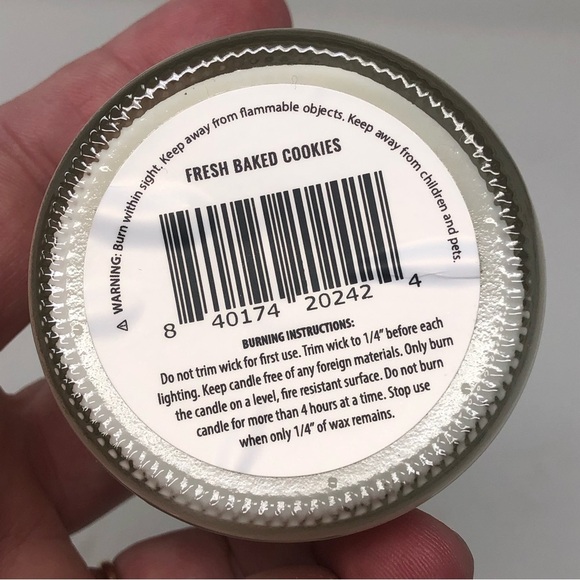 ⚠ WARNING: Burn within sight. Keep away from flammable objects. Keep away from children and pets.
FRESH BAKED COOKIES
8 40174 20242 4
BURNING INSTRUCTIONS:
Do not trim wick for first use. Trim wick to 1/4" before each
lighting. Keep candle free of any foreign materials. Only burn
the candle on a level, fire resistant surface. Do not burn
candle for more than 4 hours at a time. Stop use
when only 1/4" of wax remains.